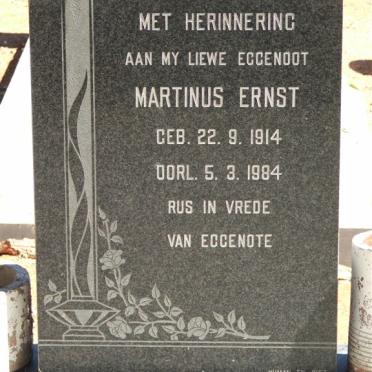 MET HERINNERING
AAN MY LIEWE EGGENOOT
MARTINUS ERNST
GEB. 22. 9. 1914
OORL. 5. 3. 1984
RUS IN VREDE
VAN EGGENOTE